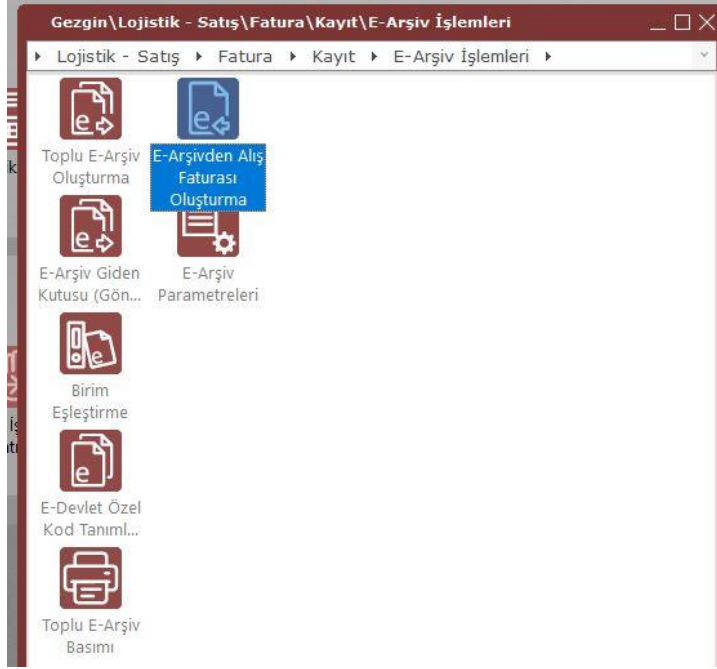 Gezgin\Lojistik - Satış\Fatura\Kayıt\E-Arşiv İşlemleri
Lojistik - Satış Fatura Kayıt E-Arşiv İşlemleri
Toplu E-Arşiv
Oluşturma
E-Arşivden Alış
Faturası
Oluşturma
E-Arşiv Giden
Kutusu (Gön...
E-Arşiv
Parametreleri
Birim
Eşleştirme
E-Devlet Özel
Kod Tanıml...
Toplu E-Arşiv
Basımı